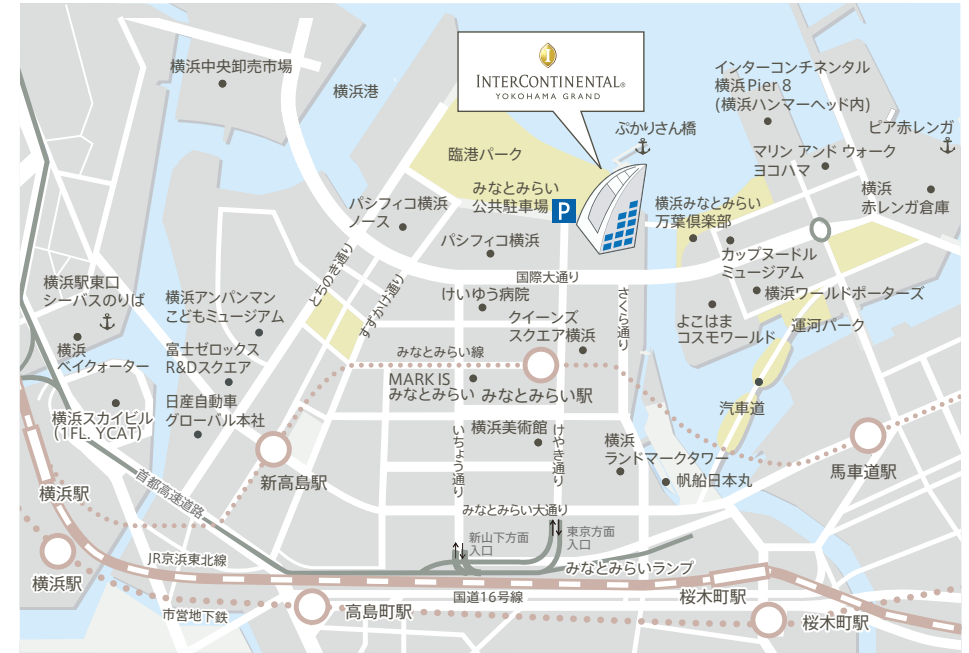 横浜中央卸売市場
横浜港
INTERCONTINENTAL®
YOKOHAMA GRAND
インターコンチネンタル
横浜Pier 8
(横浜ハンマーヘッド内)
ぷかりさん橋
ピア赤レンガ
臨港パーク
マリン アンド ウォーク
ヨコハマ
みなとみらい
公共駐車場
P
パシフィコ横浜
ノース
横浜みなとみらい
万葉倶楽部
横浜
赤レンガ倉庫
パシフィコ横浜
カップヌードル
ミュージアム
とちのき通り
すずかけ通り
国際大通り
さくら通り
横浜駅東口
シーバスのりば
横浜アンパンマン
こどもミュージアム
けいゆう病院
クイーンズ
スクエア横浜
横浜ワールドポーターズ
よこはま
コスモワールド
運河パーク
横浜
ベイクォーター
富士ゼロックス
R&Dスクエア
みなとみらい線
MARK IS
みなとみらい
みなとみらい駅
日産自動車
グローバル本社
横浜スカイビル
(1FL. YCAT)
汽車道
横浜美術館
いちょう通り
けやき通り
横浜
ランドマークタワー
帆船日本丸
馬車道駅
新高島駅
横浜駅
首都高速道路
みなとみらい大通り
新山下方面
入口
東京方面
入口
みなとみらいランプ
JR京浜東北線
横浜駅
国道16号線
桜木町駅
市営地下鉄
高島町駅
桜木町駅